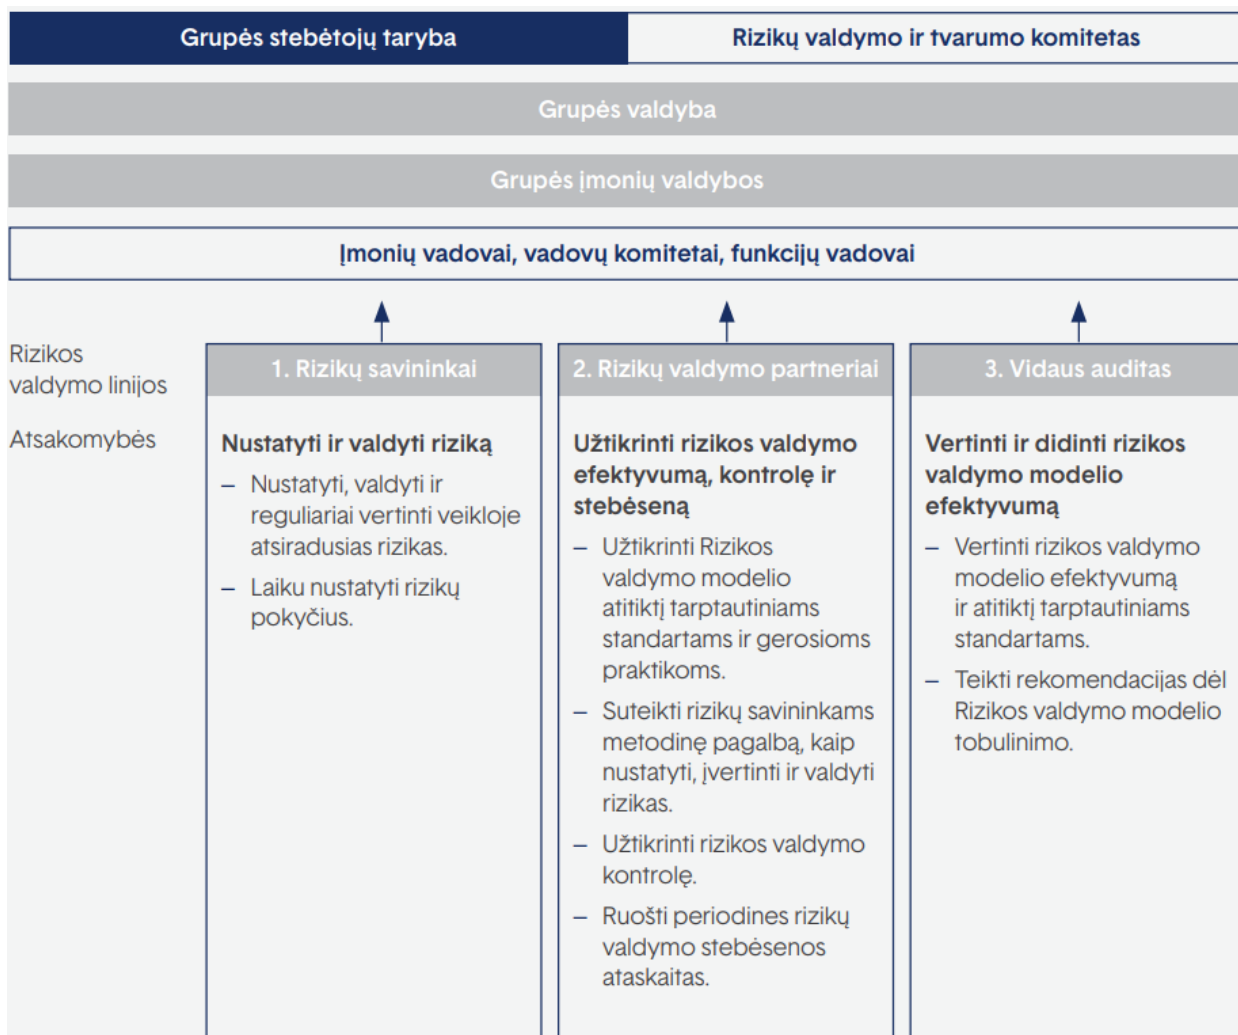 Grupės stebėtojų taryba
Rizikų valdymo ir tvarumo komitetas
Grupės valdyba
Grupės įmonių valdybos
Įmonių vadovai, vadovų komitetai, funkcijų vadovai
Rizikos
valdymo linijos
1. Rizikų savininkai
2. Rizikų valdymo partneriai
3. Vidaus auditas
Atsakomybės
Nustatyti ir valdyti riziką
– Nustatyti, valdyti ir
reguliariai vertinti veikloje
atsiradusias rizikas.
– Laiku nustatyti rizikų
pokyčius.
Užtikrinti rizikos valdymo
efektyvumą, kontrolę ir
stebėseną
– Užtikrinti Rizikos
valdymo modelio
atitiktį tarptautiniams
standartams ir gerosioms
praktikoms.
– Suteikti rizikų savininkams
metodinę pagalbą, kaip
nustatyti, įvertinti ir valdyti
rizikas.
– Užtikrinti rizikos valdymo
kontrolę.
– Ruošti periodines rizikų
valdymo stebėsenos
ataskaitas.
Vertinti ir didinti rizikos
valdymo modelio
efektyvumą
– Vertinti rizikos valdymo
modelio efektyvumą
ir atitiktį tarptautiniams
standartams.
– Teikti rekomendacijas dėl
Rizikos valdymo modelio
tobulinimo.